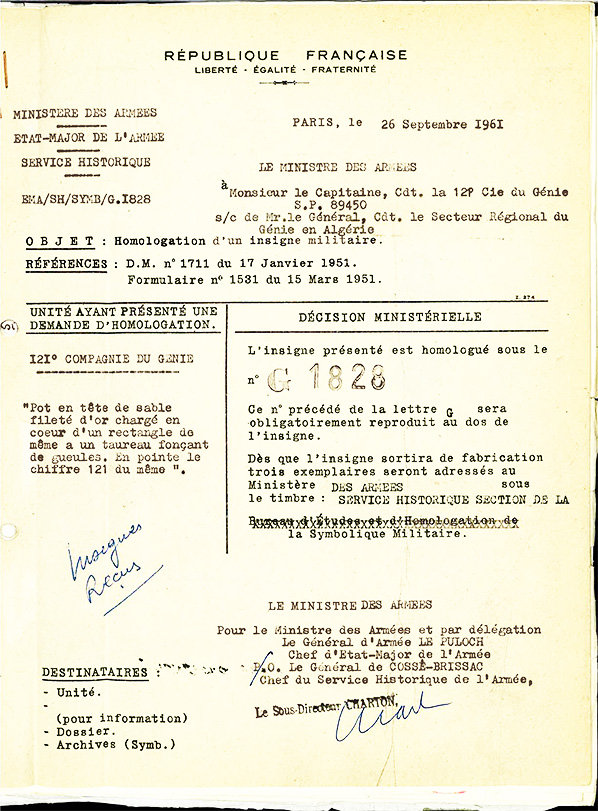 RÉPUBLIQUE FRANÇAISE
LIBERTÉ - ÉGALITÉ - FRATERNITÉ
MINISTERE DES ARMEES
ETAT-MAJOR DE L'ARMEE
SERVICE HISTORIQUE
EMA/SH/SYMB/G.I828
PARIS, le 26 Septembre I96I
LE MINISTRE DES ARMEES
à Monsieur le Capitaine, Cdt. la
Cie du Génie
S.P. 89450
s/c de Mr.le Général, Cdt. le Secteur Régional du
Génie en Algérie
OBJET : Homologation d'un insigne militaire.
RÉFÉRENCES : D.M. n° 1711 du 17 Janvier 1951.
Formulaire n° 1531 du 15 Mars 1951.
UNITÉ AYANT PRÉSENTÉ UNE
DEMANDE D'HOMOLOGATION.
I2I° COMPAGNIE DU GENIE
"Pot en tête de sable
fileté d'or chargé en
coeur d'un rectangle de
même a un taureau fonçant
de gueules. En pointe le
chiffre 121 du même ".
Marques
Reçus
DÉCISION MINISTÉRIELLE
L'insigne présenté est homologué sous le
n° G 1828
Ce n° précédé de la lettre G sera
obligatoirement reproduit au dos de
l'insigne.
Dès que l'insigne sortira de fabrication
trois exemplaires seront adressés au
Ministère DES ARMEES sous
le timbre : SERVICE HISTORIQUE SECTION DE LA
Bureau d'Études et d'Homologation de
la Symbolique Militaire.
LE MINISTRE DES ARMEES
Pour le Ministre des Armées et par délégation
Le Général d'Armée LE PULOCH
Chef d'Etat-Major de l'Armée
P.O. Le Général de COSSÉ-BRISSAC
Chef du Service Historique de l'Armée,
Le Sous-Directeur CHARTON,
DESTINATAIRES :
- Unité.
-
(pour information)
- Dossier.
- Archives (Symb.)